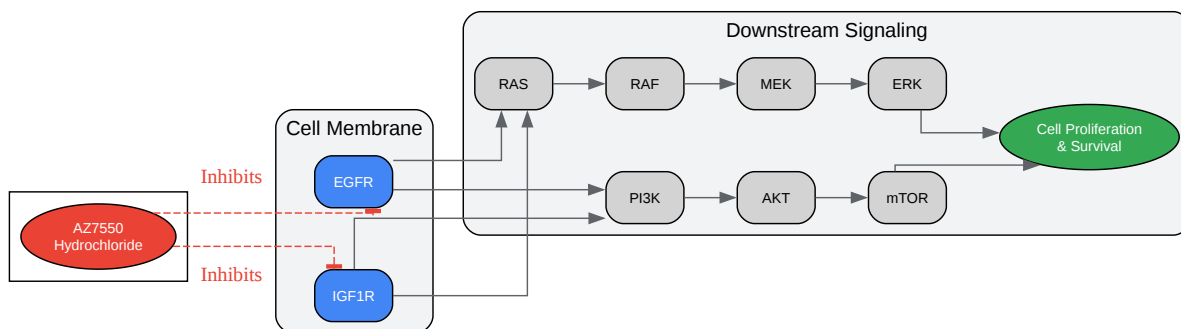 Downstream Signaling
RAS
RAF
MEK
ERK
Cell Membrane
Cell Proliferation
& Survival
Inhibits
EGFR
PI3K
AKT
mTOR
AZ7550
Hydrochloride
Inhibits
IGF1R